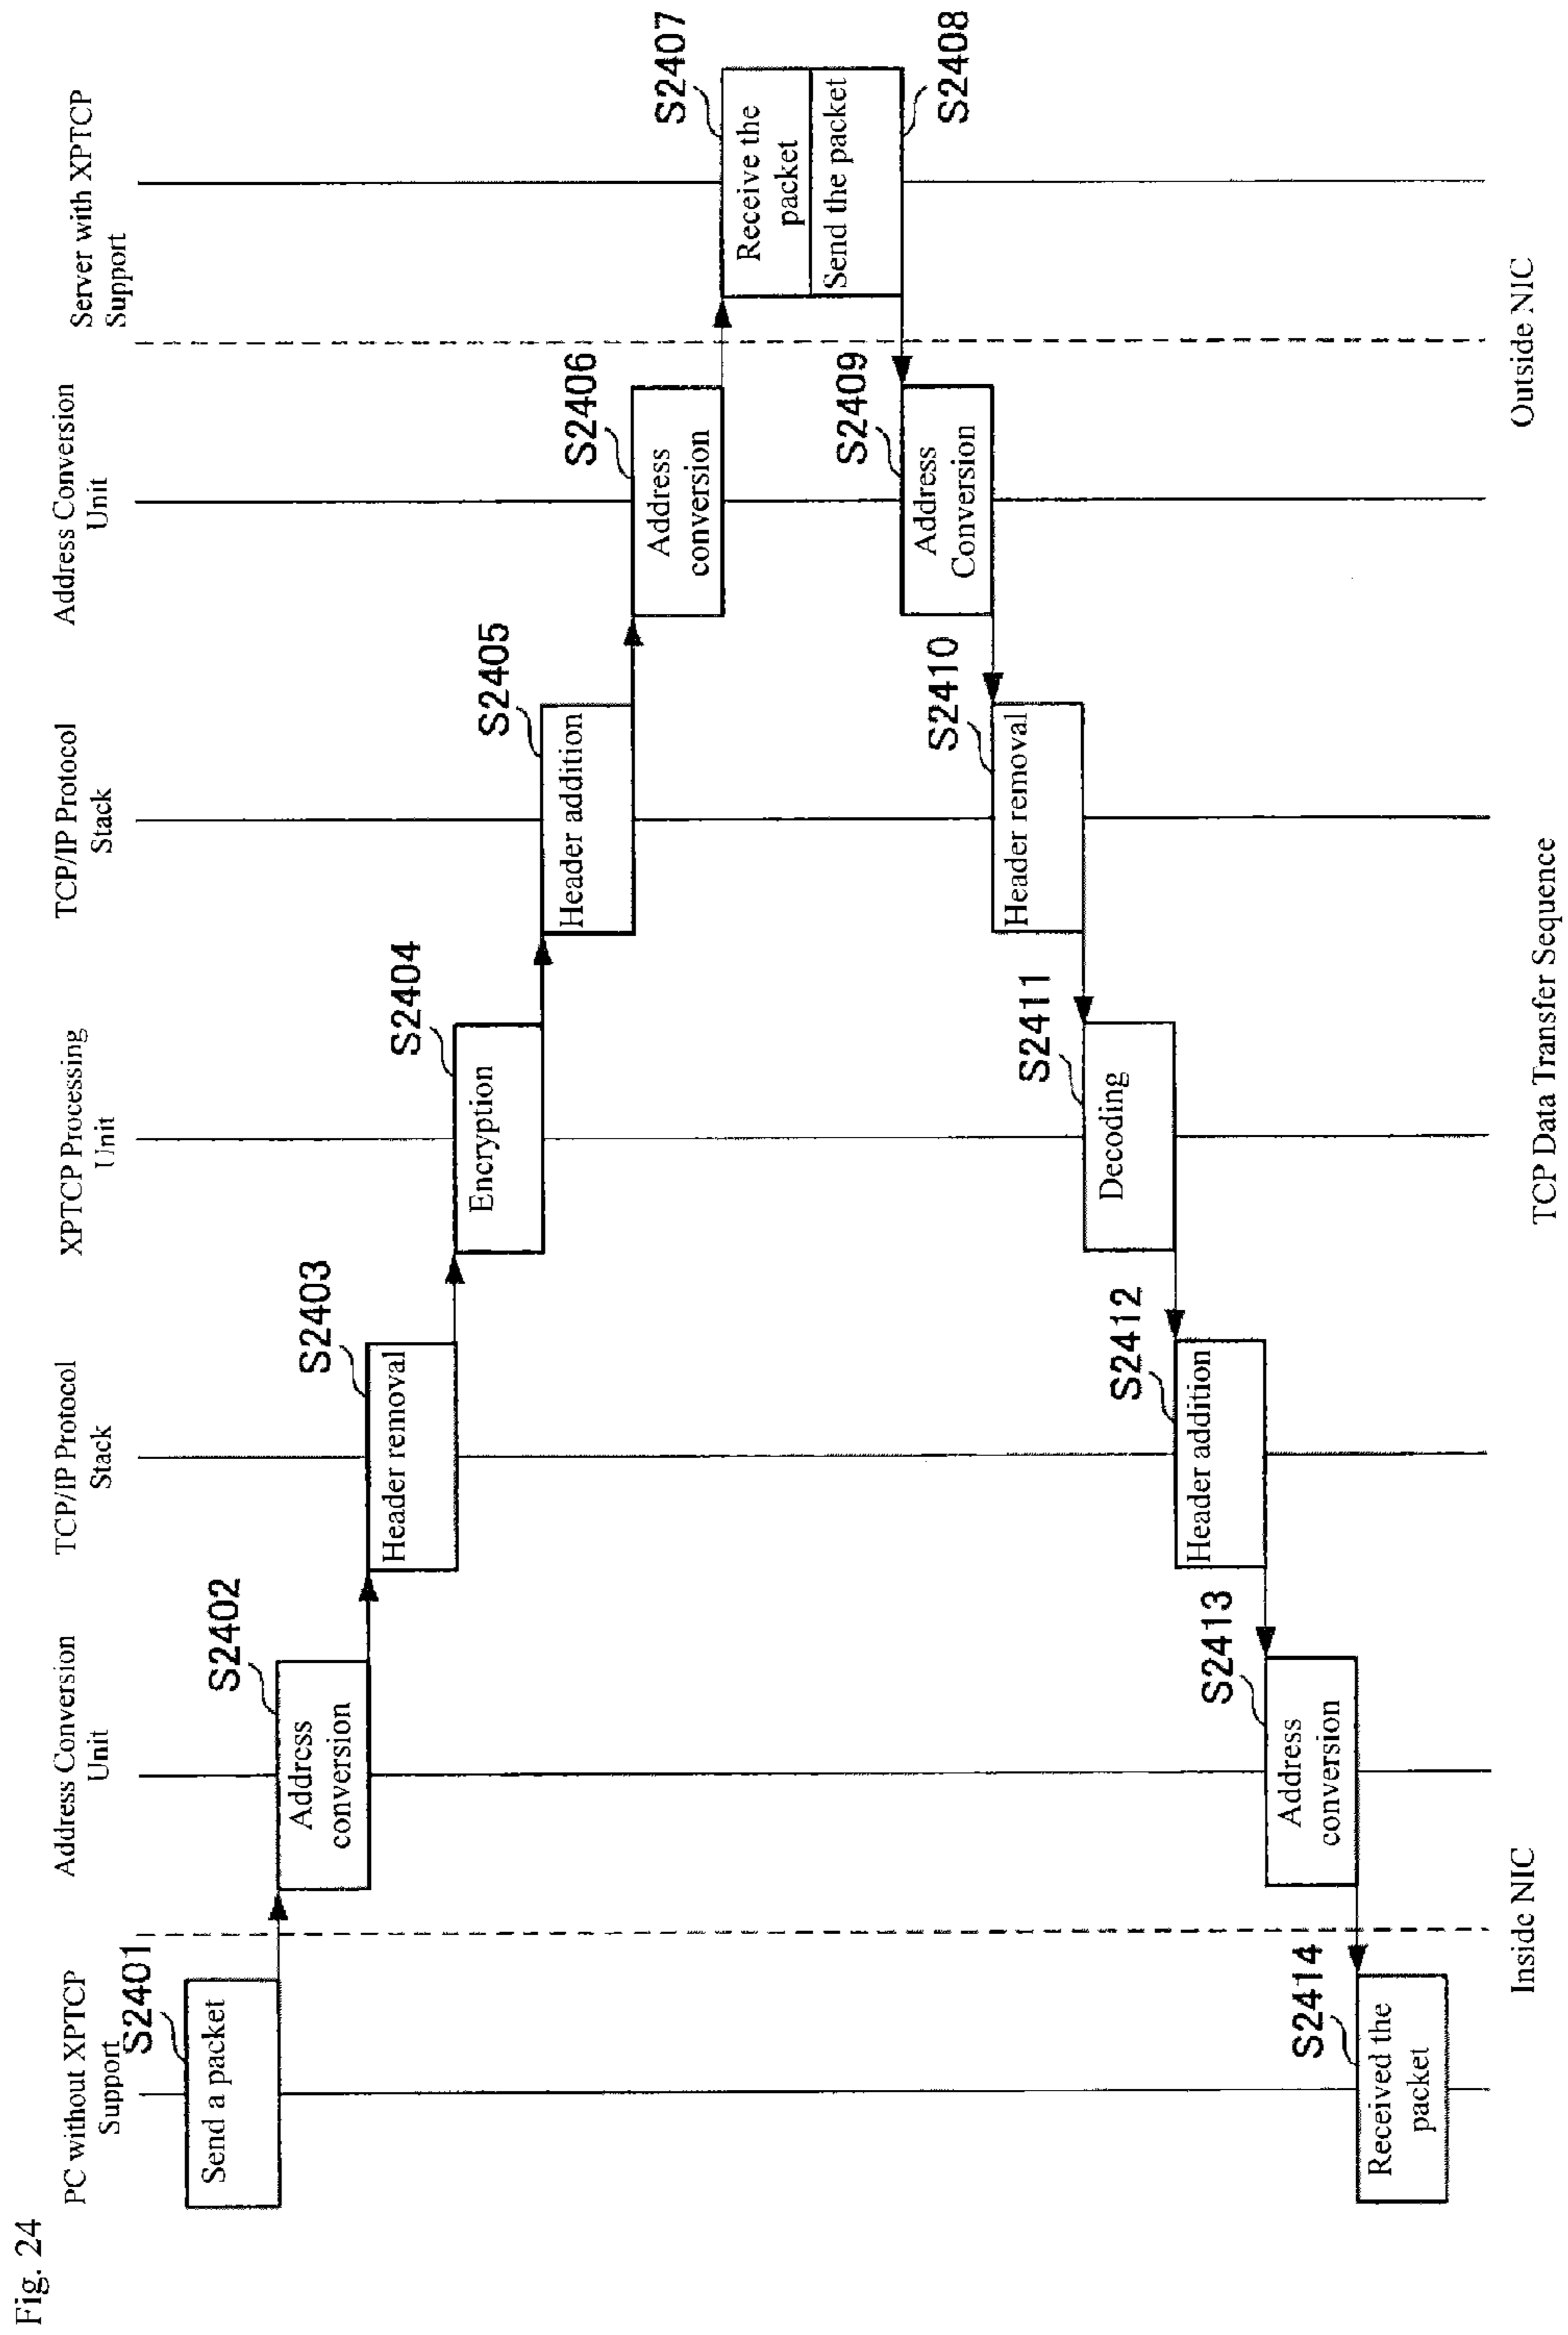 Fig. 24
PC without XPTCP
Support
Address Conversion
Unit
TCP/IP Protocol
Stack
XPTCP Processing
Unit
TCP/IP Protocol
Stack
Address Conversion
Unit
Server with XPTCP
Support
S2401
Send a packet
S2402
Address
conversion
S2403
Header removal
S2404
Encryption
S2405
Header addition
S2406
Address
conversion
S2407
Receive the
packet
Send the packet
S2408
S2409
Address
Conversion
S2410
Header removal
S2411
Decoding
S2412
Header addition
S2413
Address
conversion
S2414
Received the
packet
Inside NIC
Outside NIC
TCP Data Transfer Sequence